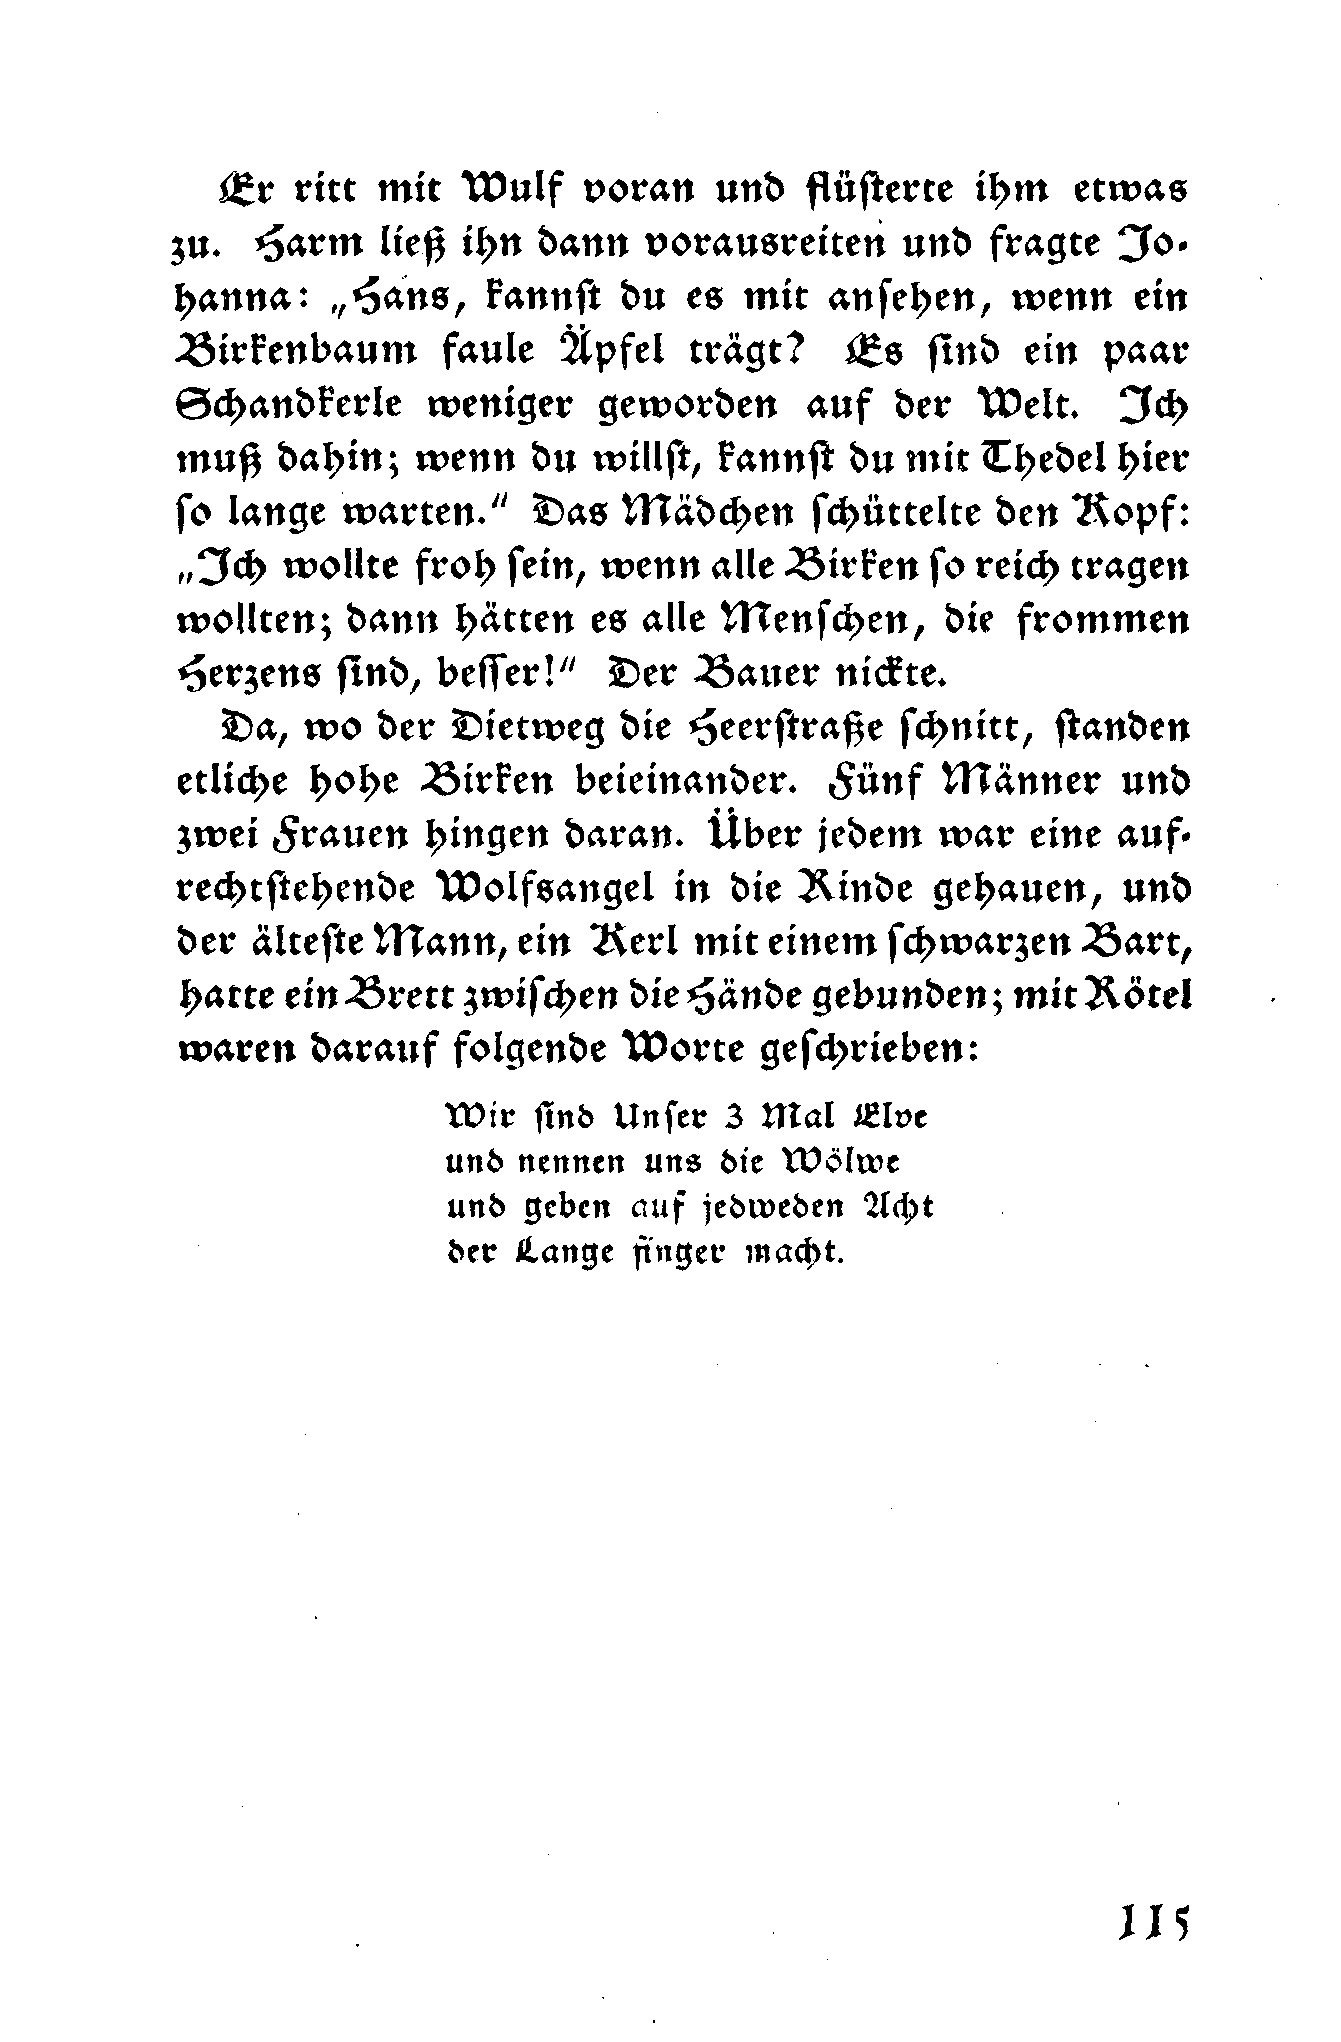 Er ritt mit Wulf voran und flüſterte ihm etwas
zu. Harm ließ ihn dann vorausreiten und fragte Jo-
hanna: „Hans, kannſt du es mit anſehen, wenn ein
Birkenbaum faule Äpfel trägt? Es ſind ein paar
Schandkerle weniger geworden auf der Welt. Ich
muß dahin; wenn du willſt, kannſt du mit Thedel hier
ſo lange warten.“ Das Mädchen ſchüttelte den Kopf:
„Ich wollte froh ſein, wenn alle Birken ſo reich tragen
wollten; dann hätten es alle Menſchen, die frommen
Herzens ſind, beſſer!“ Der Bauer nickte.
Da, wo der Dietweg die Heerſtraße ſchnitt, ſtanden
etliche hohe Birken beieinander. Fünf Männer und
zwei Frauen hingen daran. Über jedem war eine auf-
rechtſtehende Wolfsangel in die Rinde gehauen, und
der älteſte Mann, ein Kerl mit einem ſchwarzen Bart,
hatte ein Brett zwiſchen die Hände gebunden; mit Rötel
waren darauf folgende Worte geſchrieben:
Wir ſind Unſer 3 Mal Elve
und nennen uns die Wölwe
und geben auf jedweden Acht
der Lange finger macht.
115